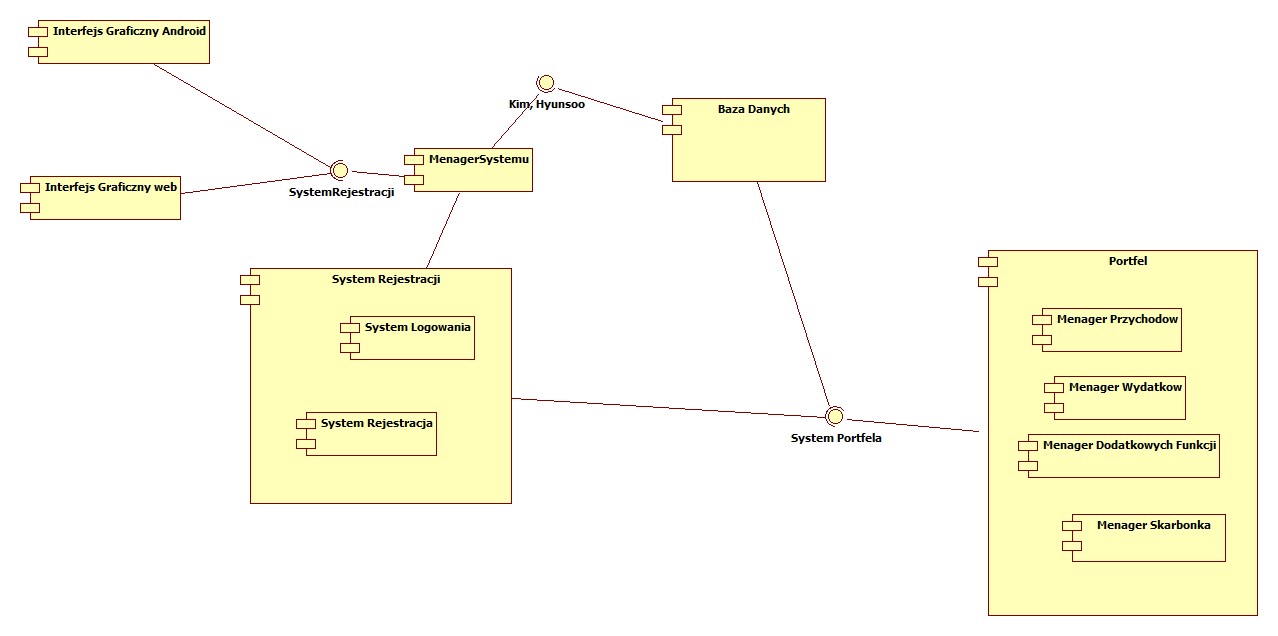 Interfejs Graficzny Android
Kim, Hyunsoo
Baza Danych
MenagerSystemu
Interfejs Graficzny web
SystemRejestracji
System Rejestracji
System Logowania
System Rejestracja
System Portfela
Portfel
Menager Przychodow
Menager Wydatkow
Menager Dodatkowych Funkcji
Menager Skarbonka